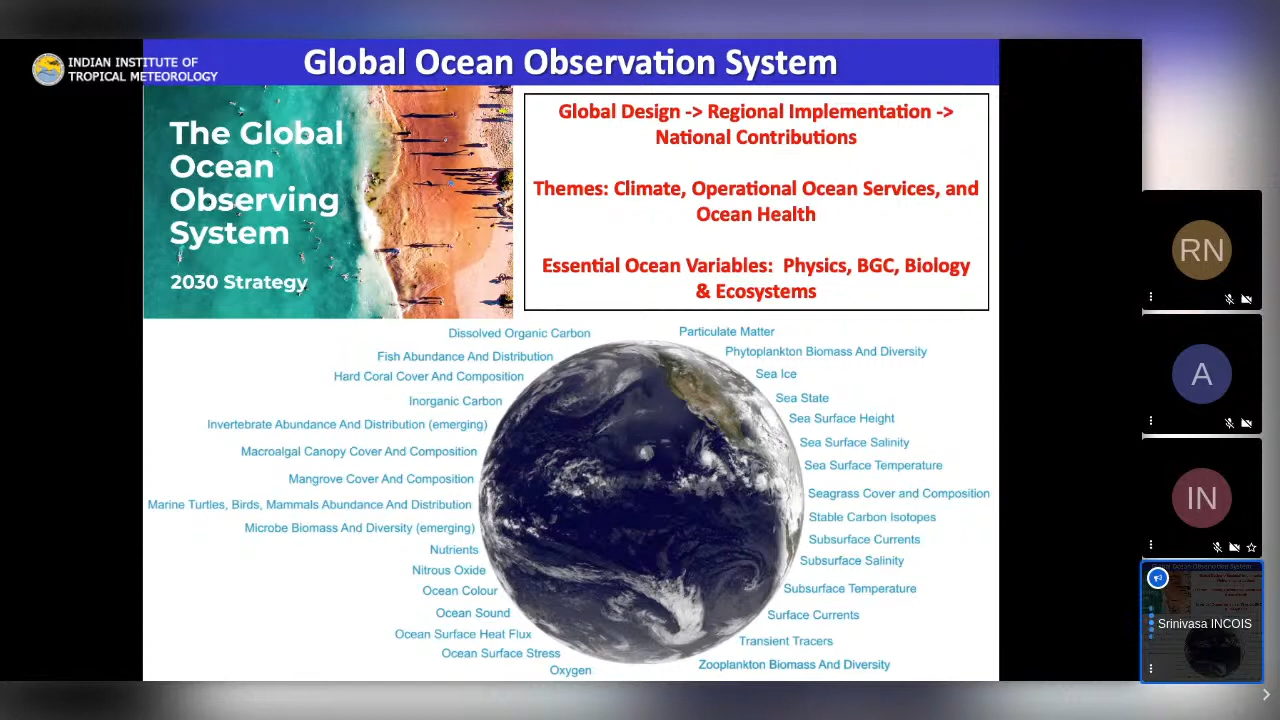 INDIAN INSTITUTE OF
TROPICAL METEOROLOGY
Global Ocean Observation System
The Global
Ocean
Observing
System
2030 Strategy
Global Design -> Regional Implementation ->
National Contributions
Themes: Climate, Operational Ocean Services, and
Ocean Health
Essential Ocean Variables: Physics, BGC, Biology
& Ecosystems
Dissolved Organic Carbon
Fish Abundance And Distribution
Hard Coral Cover And Composition
Inorganic Carbon
Invertebrate Abundance And Distribution (emerging)
Macroalgal Canopy Cover And Composition
Mangrove Cover And Composition
Marine Turtles, Birds, Mammals Abundance And Distribution
Microbe Biomass And Diversity (emerging)
Nutrients
Nitrous Oxide
Ocean Colour
Ocean Sound
Ocean Surface Heat Flux
Ocean Surface Stress
Oxygen
Particulate Matter
Phytoplankton Biomass And Diversity
Sea Ice
Sea State
Sea Surface Height
Sea Surface Salinity
Sea Surface Temperature
Seagrass Cover and Composition
Stable Carbon Isotopes
Subsurface Currents
Subsurface Salinity
Subsurface Temperature
Surface Currents
Transient Tracers
Zooplankton Biomass And Diversity
RN
A
IN
Srinivasa INCOIS